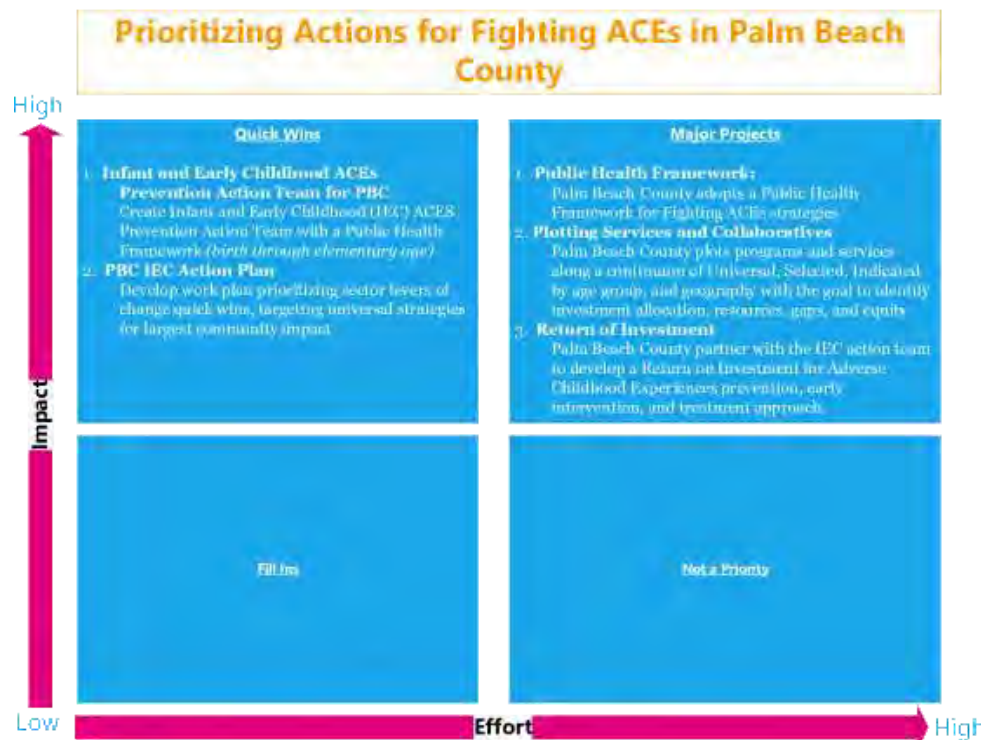 Prioritizing Actions for Fighting ACEs in Palm Beach
County
High
Quick Wins
1. Infant and Early Childhood ACEs
Prevention Action Team for PBC
Create Infant and Early Childhood (IEC) ACES
Prevention Action Team with a Public Health
Framework (birth through elementary age)
2. PBC IEC Action Plan
Develop work plan prioritizing sector levers of
change quick wins, targeting universal strategies
for largest community impact
Major Projects
1. Public Health Framework:
Palm Beach County adopts a Public Health
Framework for Fighting ACEs strategies
2. Plotting Services and Collaboratives
Palm Beach County plots programs and services
along a continuum of Universal, Selected, Indicated
by age group, and geography with the goal to identify
investment allocation, resources, gaps, and equity
3. Return of Investment
Palm Beach County partner with the IEC action team
to develop a Return on Investment for Adverse
Childhood Experiences prevention, early
intervention, and treatment approach.
Impact
Fill Ins
Not a Priority
Low
Effort
High